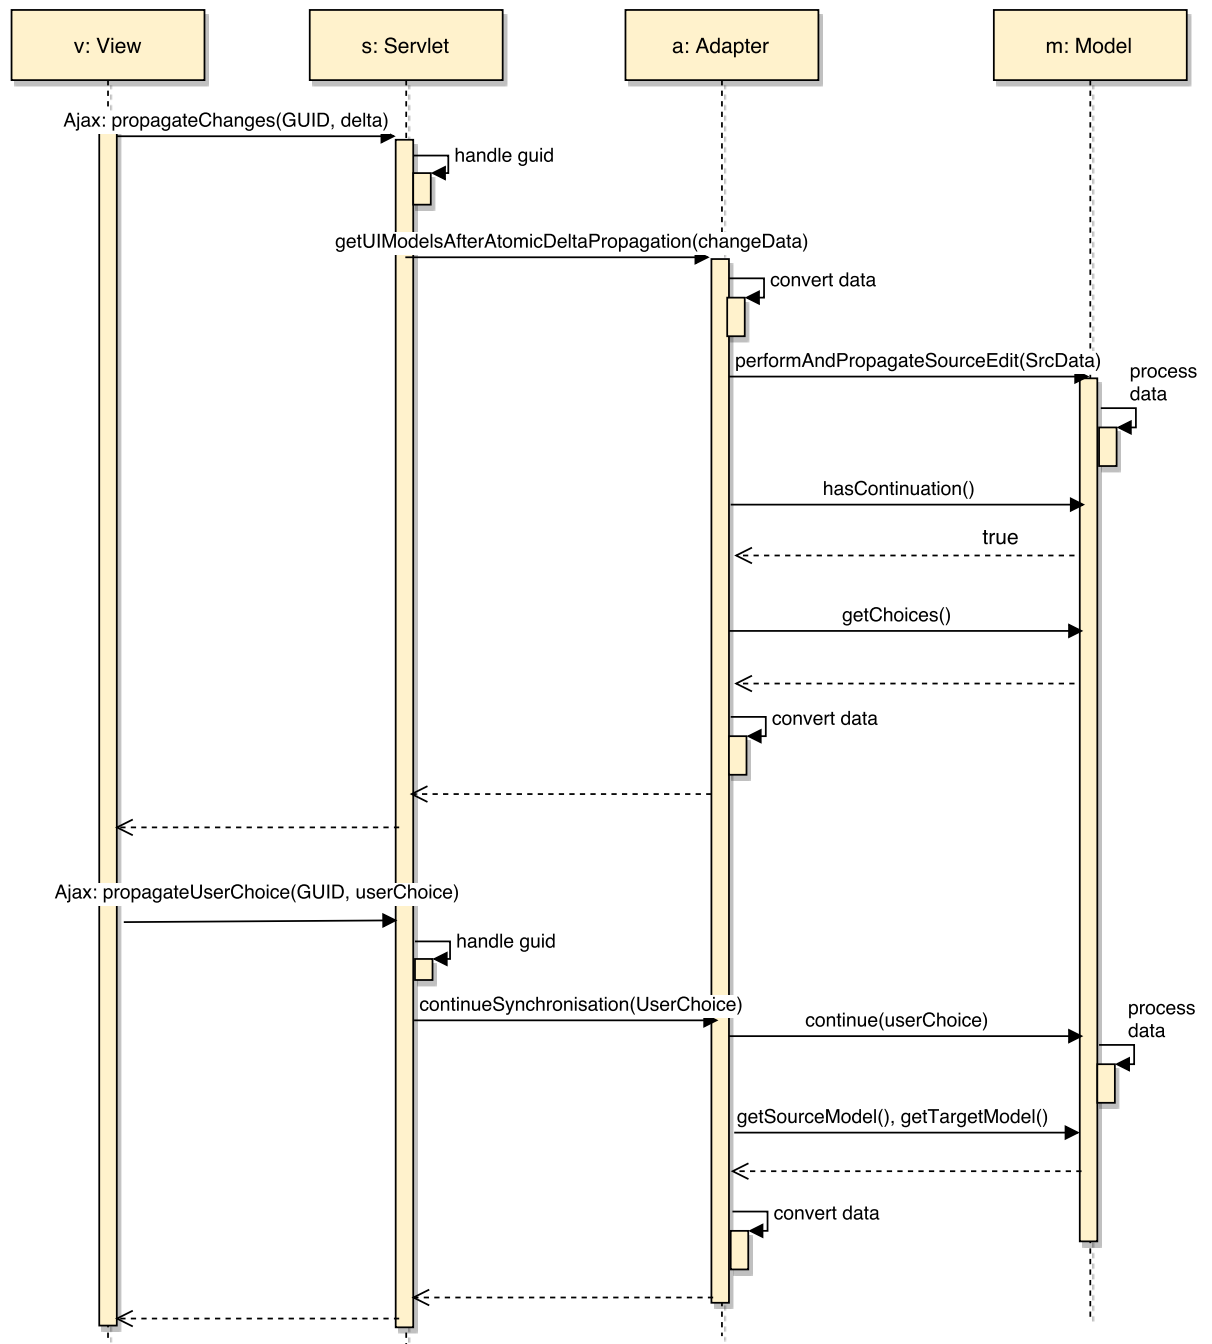 v: View
s: Servlet
a: Adapter
m: Model
Ajax: propagateChanges(GUID, delta)
handle guid
getUIModelsAfterAtomicDeltaPropagation(changeData)
convert data
performAndPropagateSourceEdit(SrcData)
process
data
hasContinuation()
true
getChoices()
convert data
Ajax: propagateUserChoice(GUID, userChoice)
handle guid
continueSynchronisation(UserChoice)
continue(userChoice)
process
data
getSourceModel(), getTargetModel()
convert data